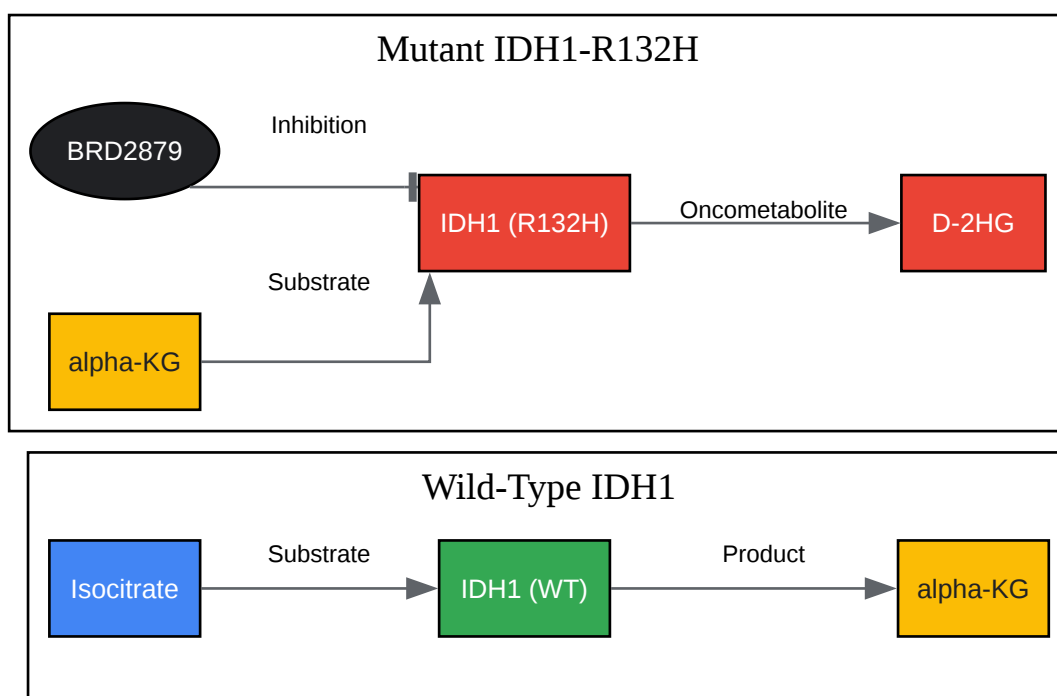 Mutant IDH1-R132H
Inhibition
BRD2879
IDH1 (R132H)
Oncometabolite
D-2HG
Substrate
alpha-KG
Wild-Type IDH1
Isocitrate
Substrate
IDH1 (WT)
Product
alpha-KG